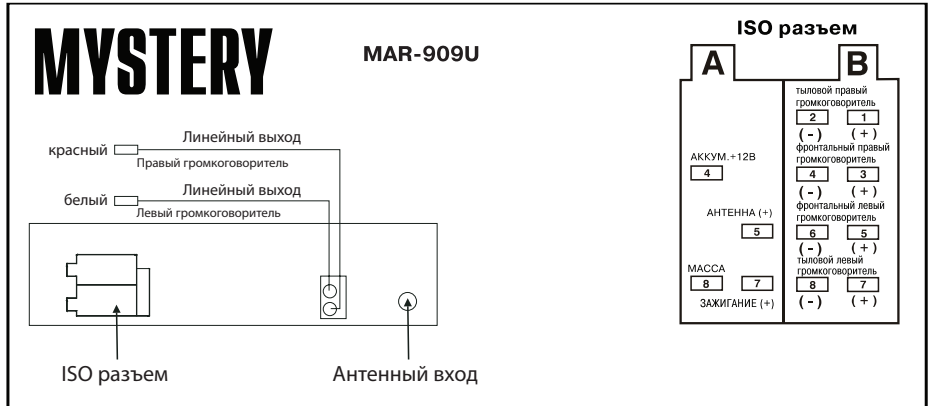 MYSTERY
MAR-909U
красный
Линейный выход
Правый громкоговоритель
белый
Линейный выход
Левый громкоговоритель
ISO разъем
Антенный вход
ISO разъем
A
B
АККУМ.+12В
4
АНТЕННА (+)
5
МАССА
8 7
ЗАЖИГАНИЕ (+)
тыловой правый
громкоговоритель
2 1
(-) (+)
фронтальный правый
громкоговоритель
4 3
(-) (+)
фронтальный левый
громкоговоритель
6 5
(-) (+)
тыловой левый
громкоговоритель
8 7
(-) (+)